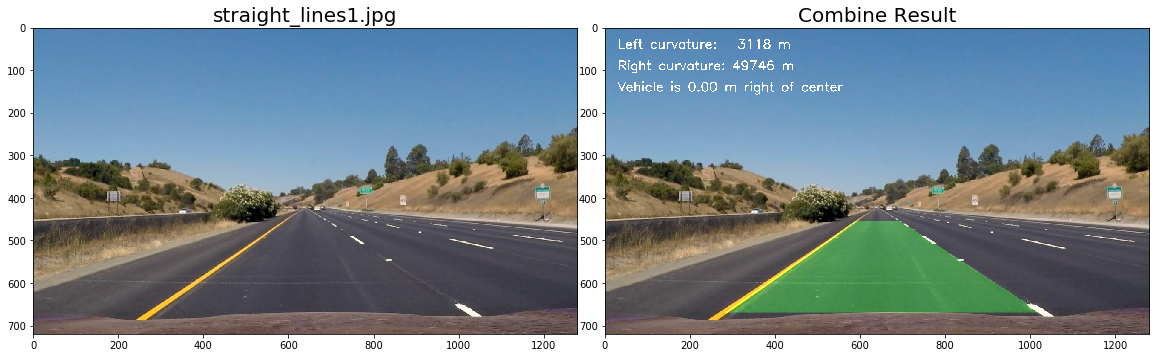 straight_lines1.jpg
Combine Result
Left curvature: 3118 m
Right curvature: 49746 m
Vehicle is 0.00 m right of center
0
100
200
300
400
500
600
700
0 200 400 600 800 1000 1200
0
100
200
300
400
500
600
700
0 200 400 600 800 1000 1200